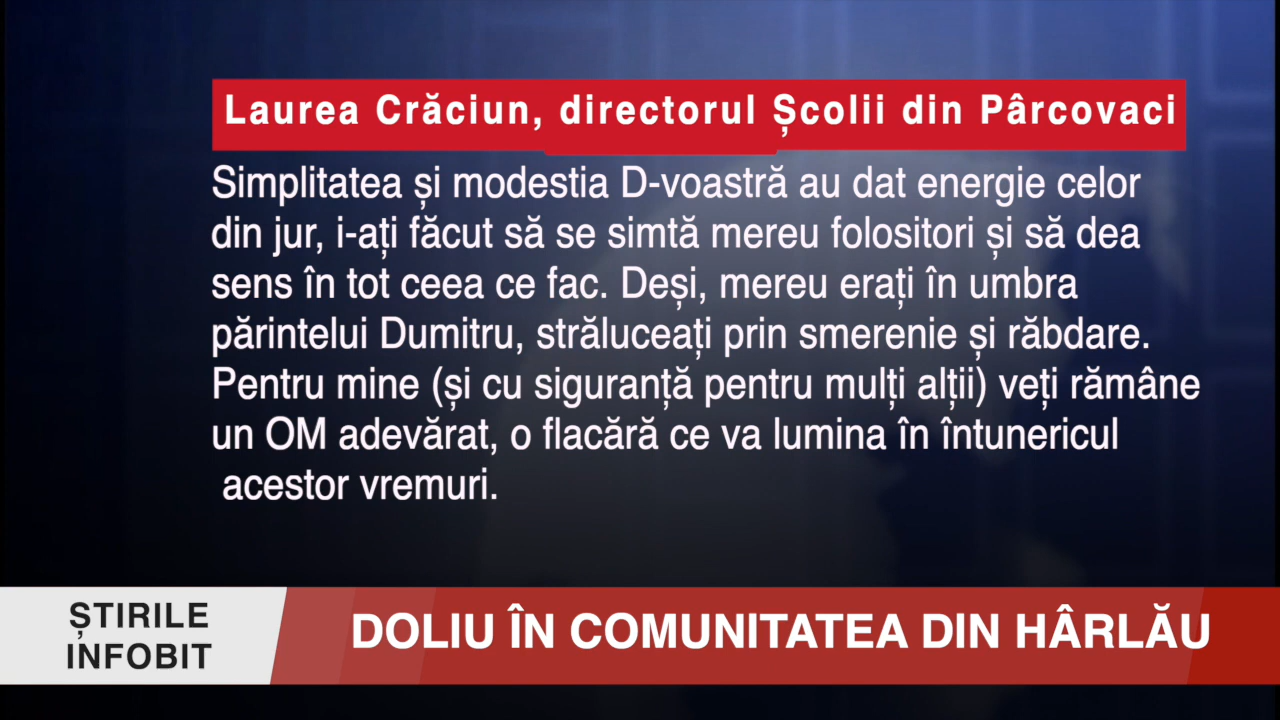 Laurea Crăciun, directorul Școlii din Pârcovaci
Simplitatea și modestia D-voastră au dat energie celor
din jur, i-ați făcut să se simtă mereu folositori și să dea
sens în tot ceea ce fac. Deși, mereu erați în umbra
părintelui Dumitru, străluceați prin smerenie și răbdare.
Pentru mine (și cu siguranță pentru mulți alții) veți rămâne
un OM adevărat, o flacără ce va lumina în întunericul
acestor vremuri.
ȘTIRILE
INFOBIT
DOLIU ÎN COMUNITATEA DIN HÂRLĂU